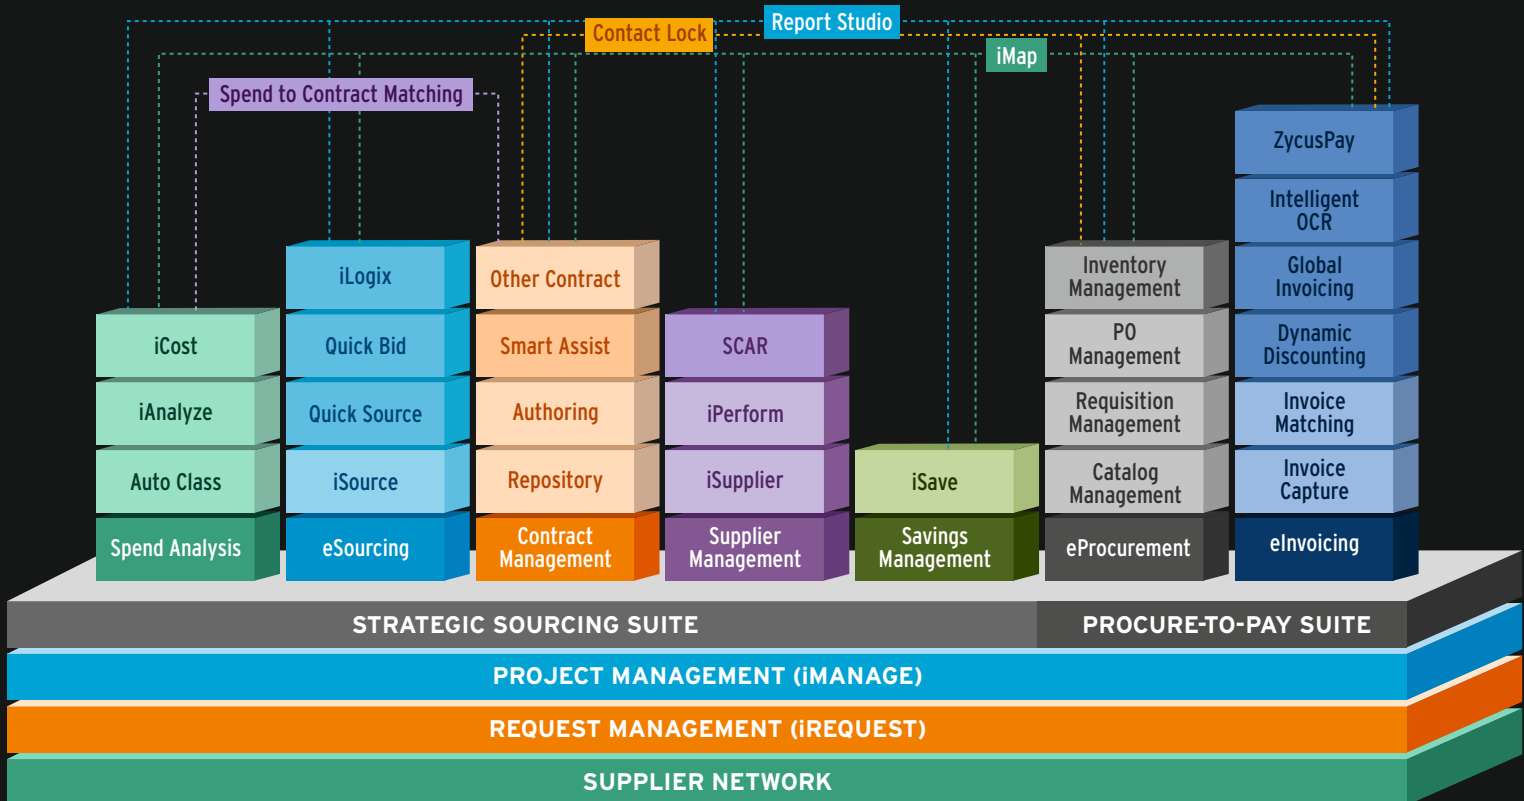 Report Studio
Contact Lock
iMap
Spend to Contract Matching
iCost
iAnalyze
Auto Class
Spend Analysis
iLogix
Quick Bid
Quick Source
iSource
eSourcing
Other Contract
Smart Assist
Authoring
Repository
Contract
Management
SCAR
iPerform
iSupplier
Supplier
Management
iSave
Savings
Management
Inventory
Management
PO
Management
Requisition
Management
Catalog
Management
eProcurement
ZycusPay
Intelligent
OCR
Global
Invoicing
Dynamic
Discounting
Invoice
Matching
Invoice
Capture
eInvoicing
STRATEGIC SOURCING SUITE
PROCURE-TO-PAY SUITE
PROJECT MANAGEMENT (iMANAGE)
REQUEST MANAGEMENT (iREQUEST)
SUPPLIER NETWORK